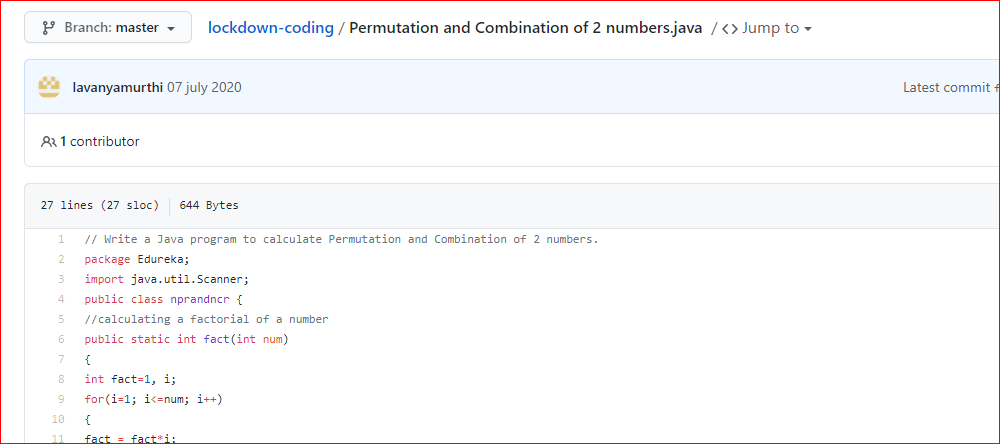 Branch: master lockdown-coding / Permutation and Combination of 2 numbers.java / <> Jump to
lavanyamurthi 07 july 2020 Latest commit
1 contributor
27 lines (27 sloc) 644 Bytes
1 // Write a Java program to calculate Permutation and Combination of 2 numbers.
2 package Edureka;
3 import java.util.Scanner;
4 public class nprandncr {
5 //calculating a factorial of a number
6 public static int fact(int num)
7 {
8 int fact=1, i;
9 for(i=1; i<=num; i++)
10 {
11 fact = fact*i;